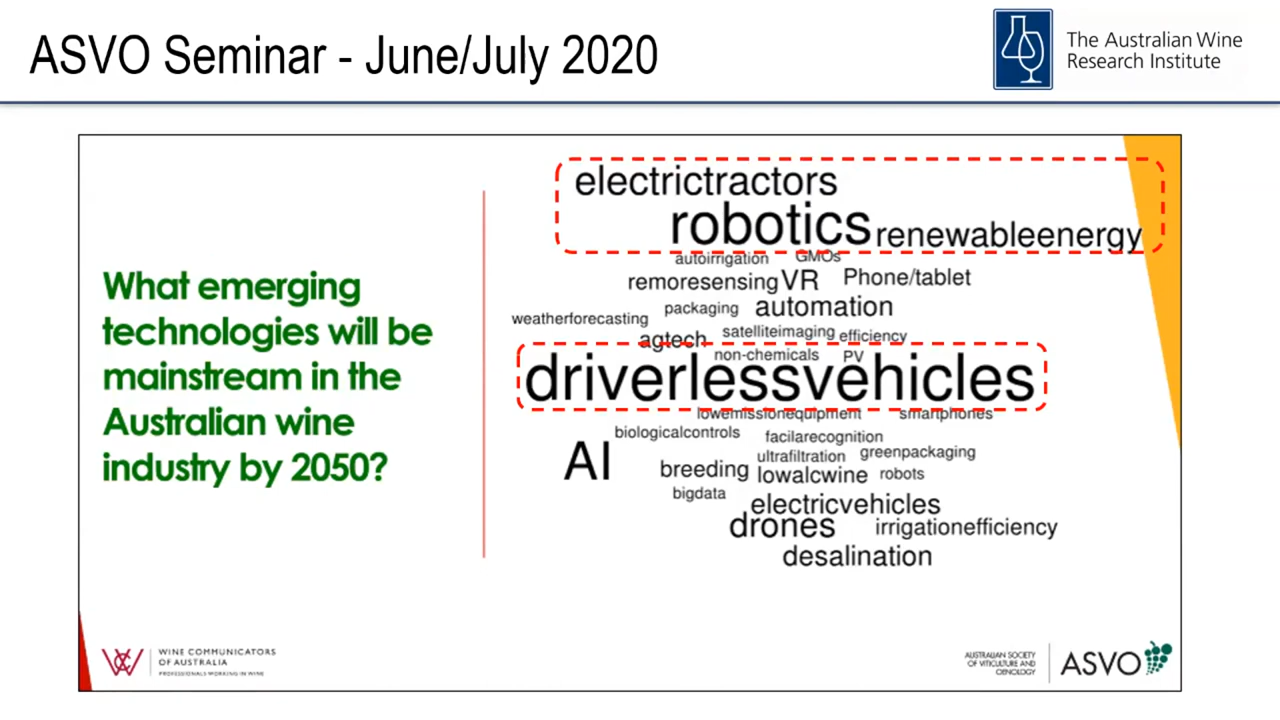 ASVO Seminar - June/July 2020
The Australian Wine
Research Institute
What emerging
technologies will be
mainstream in the
Australian wine
industry by 2050?
electrictractors
robotics renewableenergy
autoirrigation GMOs
remoresensing VR Phone/tablet
packaging automation
weatherforecasting
agtech satelliteimaging efficiency
non-chemicals PV
driverlessvehicles
lowemissionequipment smartphones
biologicalcontrols facilarecognition
AI ultrafiltration greenpackaging
breeding lowalcwine robots
bigdata
electricvehicles
drones irrigationefficiency
desalination
WINE COMMUNICATORS
OF AUSTRALIA
PROFESSIONALS WORKING IN WINE
AUSTRALIAN SOCIETY
OF VITICULTURE AND
OENOLOGY
ASVO